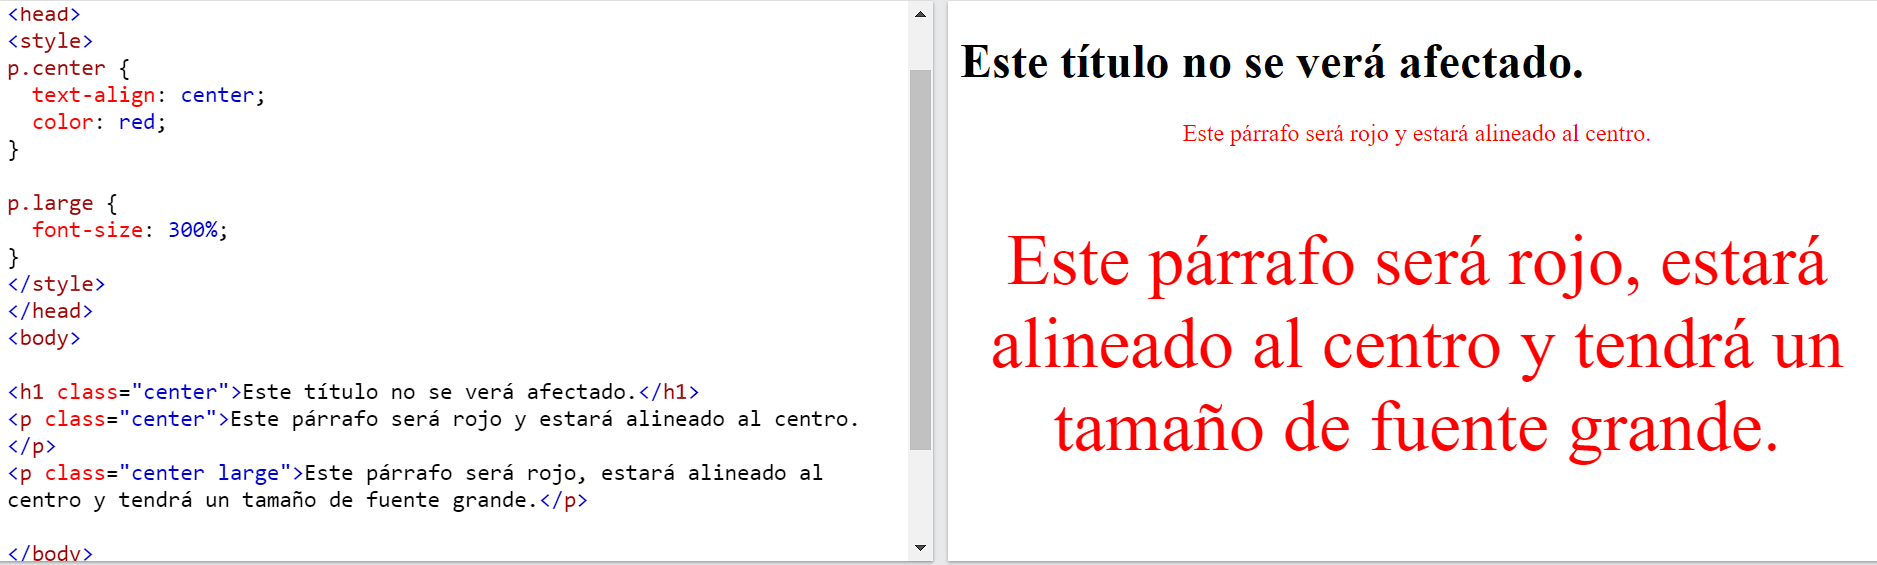 <head>
<style>
p.center {
  text-align: center;
  color: red;
}

p.large {
  font-size: 300%;
}
</style>
</head>
<body>

<h1 class="center">Este título no se verá afectado.</h1>
<p class="center">Este párrafo será rojo y estará alineado al centro.
</p>
<p class="center large">Este párrafo será rojo, estará alineado al
centro y tendrá un tamaño de fuente grande.</p>

</body>
Este título no se verá afectado.
Este párrafo será rojo y estará alineado al centro.
Este párrafo será rojo, estará
alineado al centro y tendrá un
tamaño de fuente grande.